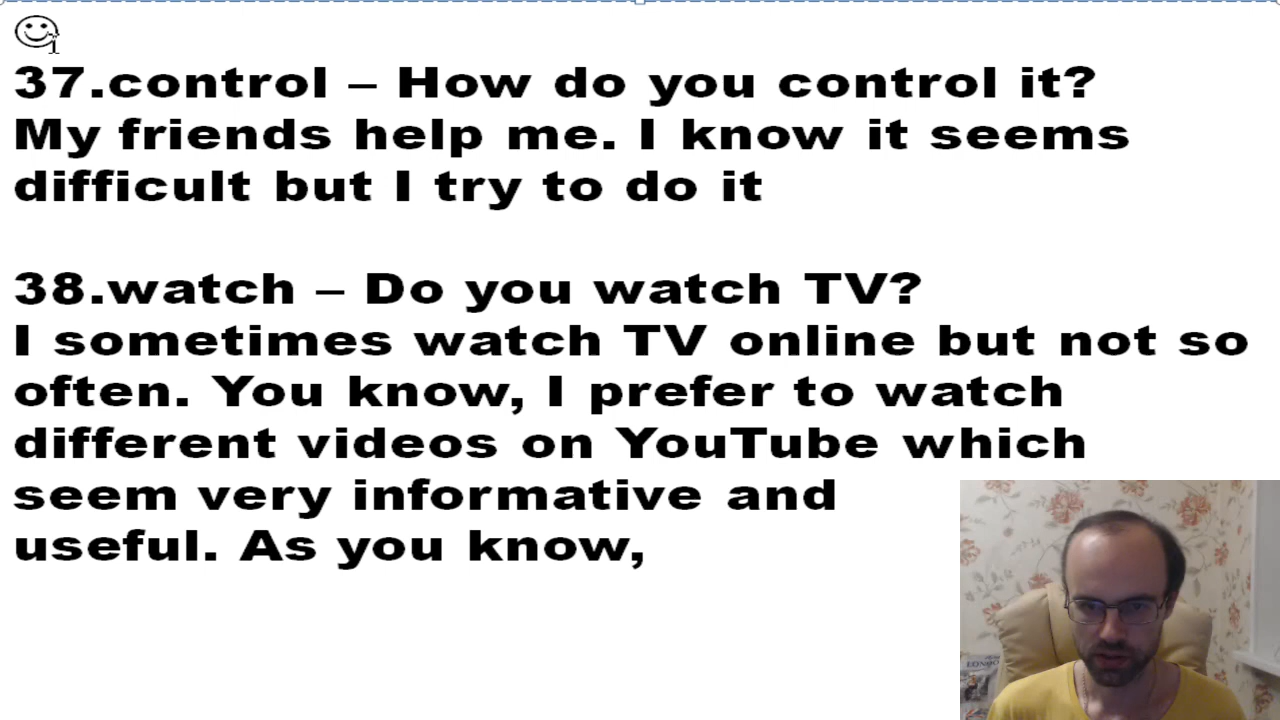 37.control – How do you control it?
My friends help me. I know it seems
difficult but I try to do it
38.watch – Do you watch TV?
I sometimes watch TV online but not so
often. You know, I prefer to watch
different videos on YouTube which
seem very informative and
useful. As you know,